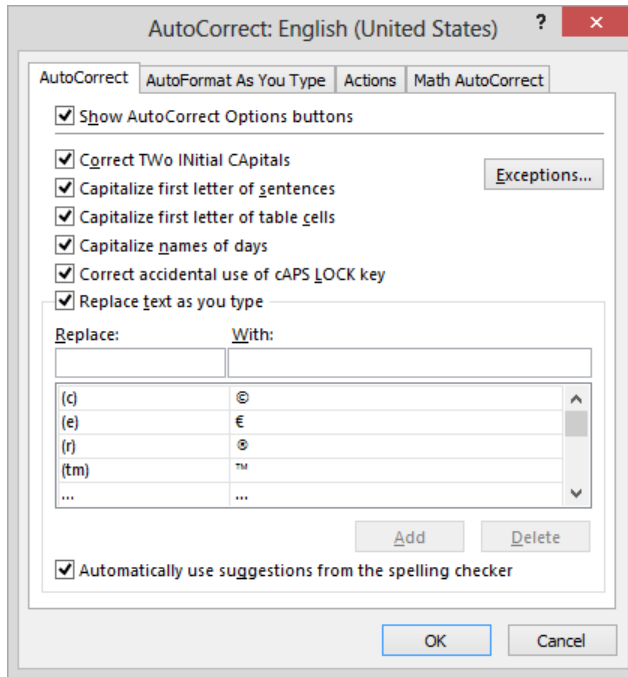 AutoCorrect: English (United States) ?
AutoCorrect AutoFormat As You Type Actions Math AutoCorrect
Show AutoCorrect Options buttons
Correct TWo INitial CApitals
Exceptions...
Capitalize first letter of sentences
Capitalize first letter of table cells
Capitalize names of days
Correct accidental use of cAPS LOCK key
Replace text as you type
Replace: With:
(c) ©
(e) €
(r) ®
(tm) ™
... ...
Add Delete
Automatically use suggestions from the spelling checker
OK Cancel